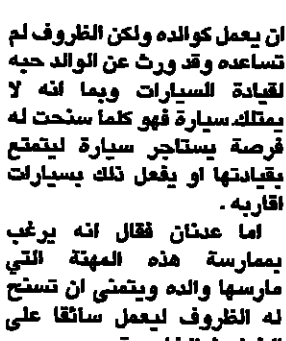 ان يعمل كوالده ولكن الظروف لم
تساعده وقد ورث عن الوالد حبه
لقيادة السيارات وبما انه لا
يمتلك سيارة فهو كلما سنحت له
فرصة يستاجر سيارة ليتمتع
بقيادتها او يفعل ذلك بسيارات
اقاربه .
اما عدنان فقال انه يرغب
بممارسة هذه المهنة التي
مارسها والده ويتمنى ان تسنح
له الظروف ليعمل سائقا على